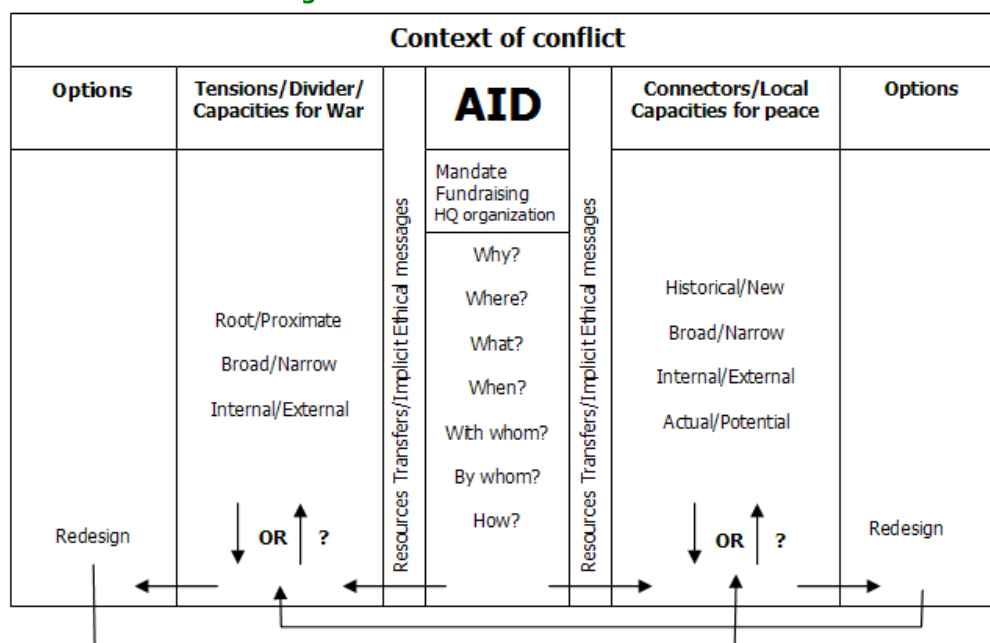 Context of conflict
Options
Tensions/Divider/
Capacities for War
AID
Connectors/Local
Capacities for peace
Options
Mandate
Fundraising
HQ organization
Resources Transfers/Implicit Ethical messages
Resources Transfers/Implicit Ethical messages
Why?
Where?
What?
When?
With whom?
By whom?
How?
Root/Proximate
Broad/Narrow
Internal/External
Historical/New
Broad/Narrow
Internal/External
Actual/Potential
Redesign
OR ?
OR ?
Redesign